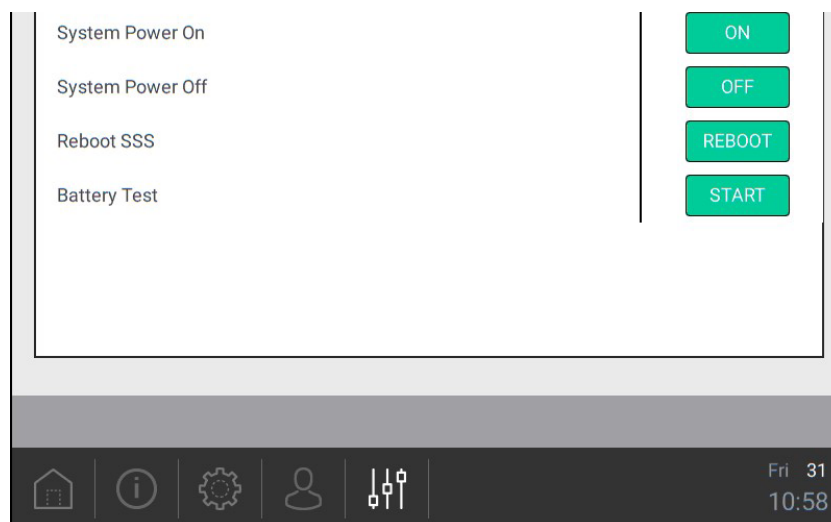 System Power On ON
System Power Off OFF
Reboot SSS REBOOT
Battery Test START
Fri 31
10:58